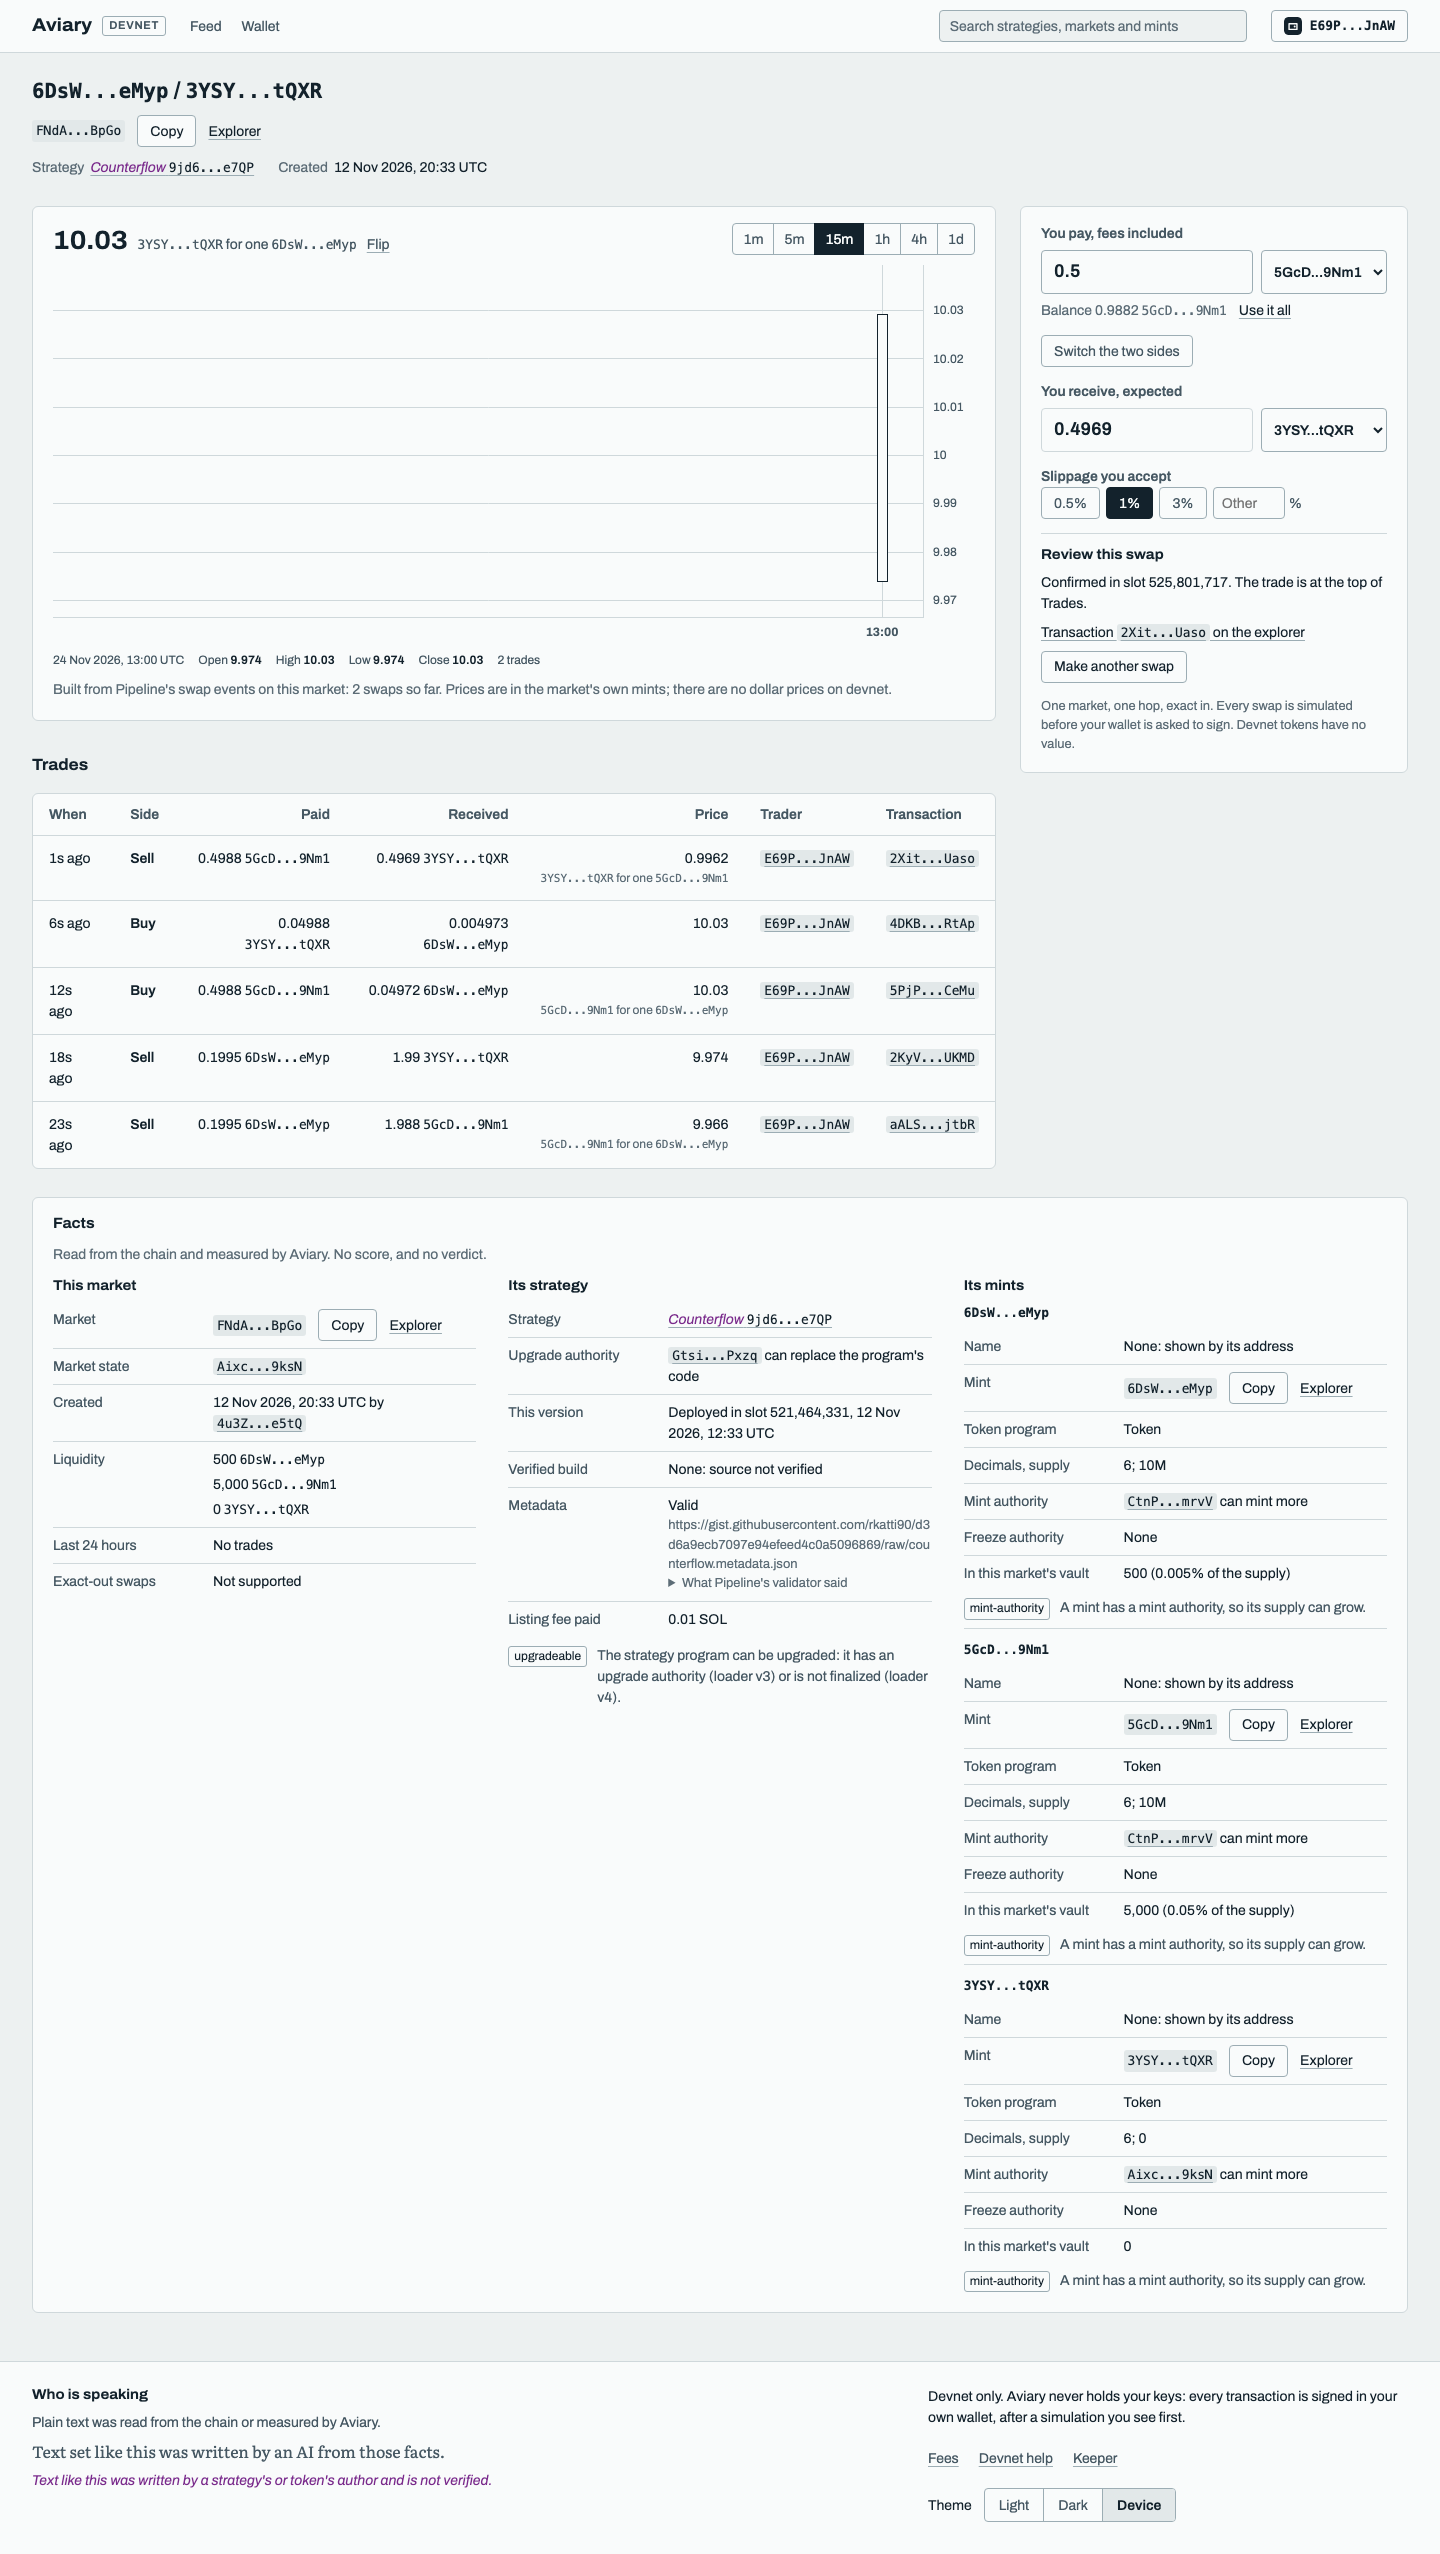 Aviary DEVNET Feed Wallet Search strategies, markets and mints E69P...JnAW
6DsW...eMyp / 3YSY...tQXR
FNdA...BpGo Copy Explorer
Strategy Counterflow 9jd6...e7QP Created 12 Nov 2026, 20:33 UTC
10.03 3YSY...tQXR for one 6DsW...eMyp Flip 1m 5m 15m 1h 4h 1d
10.03
10.02
10.01
10
9.99
9.98
9.97
13:00
24 Nov 2026, 13:00 UTC Open 9.974 High 10.03 Low 9.974 Close 10.03 2 trades
Built from Pipeline's swap events on this market: 2 swaps so far. Prices are in the market's own mints; there are no dollar prices on devnet.
You pay, fees included
0.5 5GcD...9Nm1
Balance 0.9882 5GcD...9Nm1 Use it all
Switch the two sides
You receive, expected
0.4969 3YSY...tQXR
Slippage you accept
0.5% 1% 3% Other %
Review this swap
Confirmed in slot 525,801,717. The trade is at the top of
Trades.
Transaction 2Xit...Uaso on the explorer
Make another swap
One market, one hop, exact in. Every swap is simulated
before your wallet is asked to sign. Devnet tokens have no
value.
Trades
When Side Paid Received Price Trader Transaction
1s ago Sell 0.4988 5GcD...9Nm1 0.4969 3YSY...tQXR 0.9962 E69P...JnAW 2Xit...Uaso
3YSY...tQXR for one 5GcD...9Nm1
6s ago Buy 0.04988 0.004973 10.03 E69P...JnAW 4DKB...RtAp
3YSY...tQXR 6DsW...eMyp
12s Buy 0.4988 5GcD...9Nm1 0.04972 6DsW...eMyp 10.03 E69P...JnAW 5PjP...CeMu
ago 5GcD...9Nm1 for one 6DsW...eMyp
18s Sell 0.1995 6DsW...eMyp 1.99 3YSY...tQXR 9.974 E69P...JnAW 2KyV...UKMD
ago
23s Sell 0.1995 6DsW...eMyp 1.988 5GcD...9Nm1 9.966 E69P...JnAW aALS...jtbR
ago 5GcD...9Nm1 for one 6DsW...eMyp
Facts
Read from the chain and measured by Aviary. No score, and no verdict.
This market
Market FNdA...BpGo Copy Explorer
Market state Aixc...9ksN
Created 12 Nov 2026, 20:33 UTC by
4u3Z...e5tQ
Liquidity 500 6DsW...eMyp
5,000 5GcD...9Nm1
0 3YSY...tQXR
Last 24 hours No trades
Exact-out swaps Not supported
Its strategy
Strategy Counterflow 9jd6...e7QP
Upgrade authority Gtsi...Pxzq can replace the program's
code
This version Deployed in slot 521,464,331, 12 Nov
2026, 12:33 UTC
Verified build None: source not verified
Metadata Valid
https://gist.githubusercontent.com/rkatti90/d3
d6a9ecb7097e94efeed4c0a5096869/raw/cou
nterflow.metadata.json
▶ What Pipeline's validator said
Listing fee paid 0.01 SOL
upgradeable The strategy program can be upgraded: it has an
upgrade authority (loader v3) or is not finalized (loader
v4).
Its mints
6DsW...eMyp
Name None: shown by its address
Mint 6DsW...eMyp Copy Explorer
Token program Token
Decimals, supply 6; 10M
Mint authority CtnP...mrvV can mint more
Freeze authority None
In this market's vault 500 (0.005% of the supply)
mint-authority A mint has a mint authority, so its supply can grow.
5GcD...9Nm1
Name None: shown by its address
Mint 5GcD...9Nm1 Copy Explorer
Token program Token
Decimals, supply 6; 10M
Mint authority CtnP...mrvV can mint more
Freeze authority None
In this market's vault 5,000 (0.05% of the supply)
mint-authority A mint has a mint authority, so its supply can grow.
3YSY...tQXR
Name None: shown by its address
Mint 3YSY...tQXR Copy Explorer
Token program Token
Decimals, supply 6; 0
Mint authority Aixc...9ksN can mint more
Freeze authority None
In this market's vault 0
mint-authority A mint has a mint authority, so its supply can grow.
Who is speaking
Plain text was read from the chain or measured by Aviary.
Text set like this was written by an AI from those facts.
Text like this was written by a strategy's or token's author and is not verified.
Devnet only. Aviary never holds your keys: every transaction is signed in your
own wallet, after a simulation you see first.
Fees Devnet help Keeper
Theme Light Dark Device